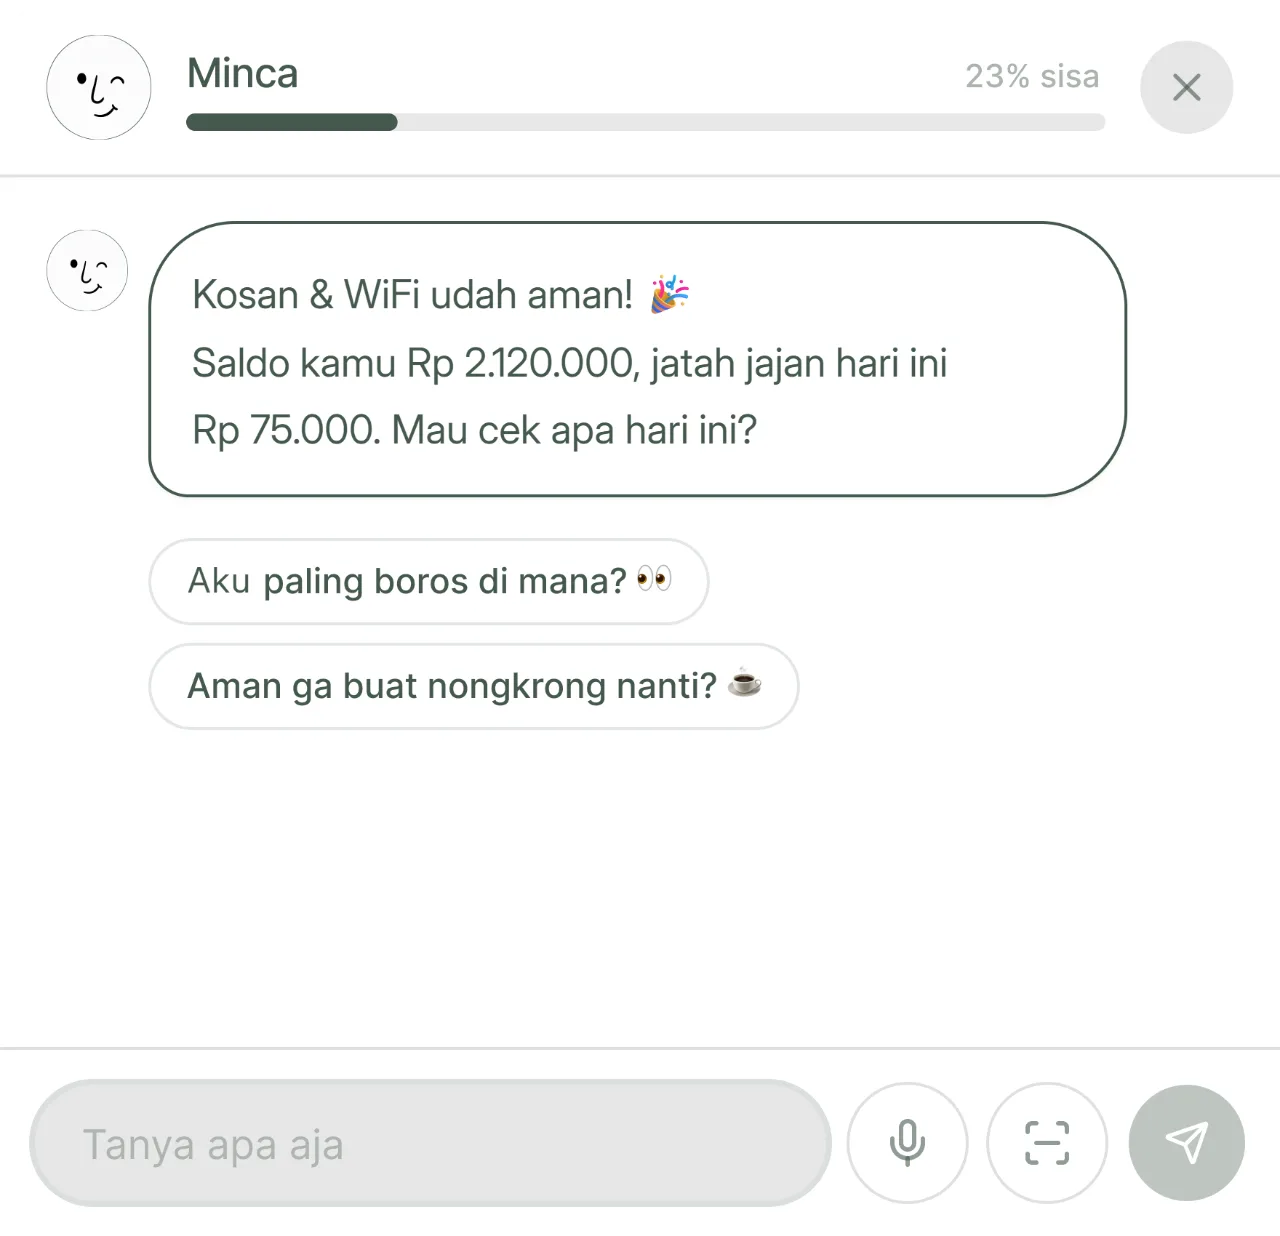 Minca
23% sisa
Kosan & WiFi udah aman! 🎉
Saldo kamu Rp 2.120.000, jatah jajan hari ini
Rp 75.000. Mau cek apa hari ini?
Aku paling boros di mana? 👀
Aman ga buat nongkrong nanti? ☕
Tanya apa aja